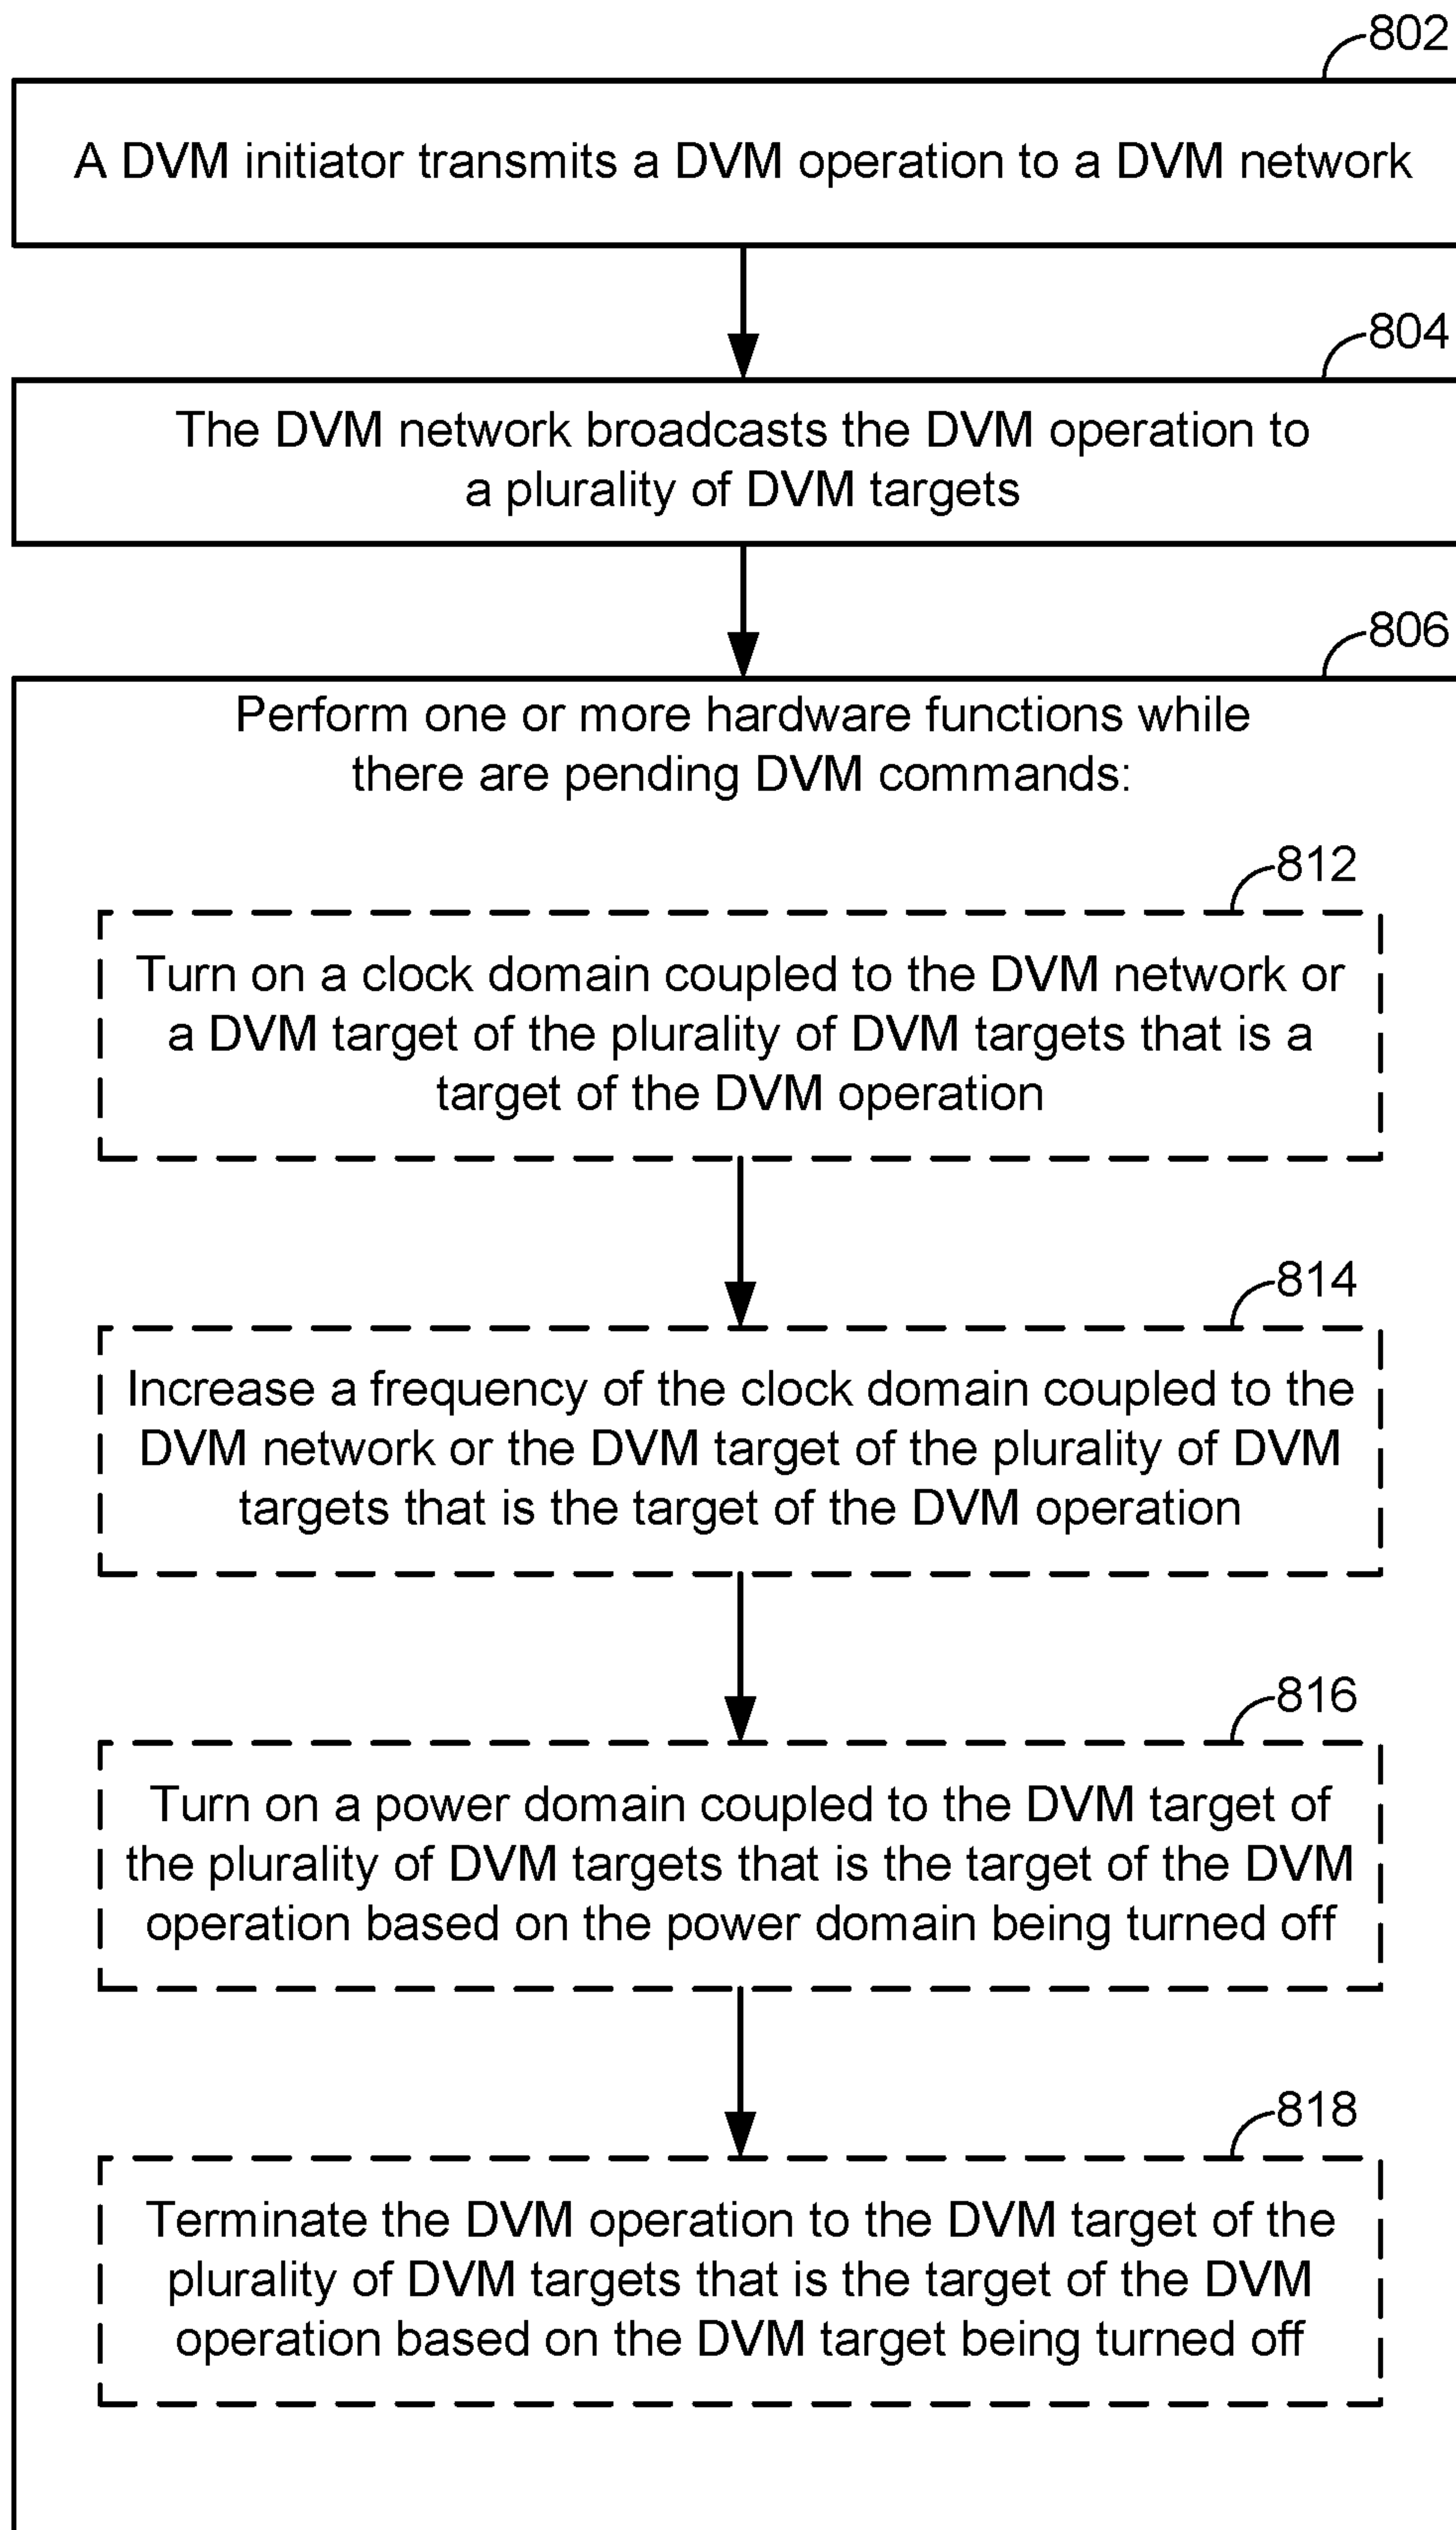 802
A DVM initiator transmits a DVM operation to a DVM network
804
The DVM network broadcasts the DVM operation to
a plurality of DVM targets
806
Perform one or more hardware functions while
there are pending DVM commands:
812
Turn on a clock domain coupled to the DVM network or
a DVM target of the plurality of DVM targets that is a
target of the DVM operation
814
Increase a frequency of the clock domain coupled to the
DVM network or the DVM target of the plurality of DVM
targets that is the target of the DVM operation
816
Turn on a power domain coupled to the DVM target of
the plurality of DVM targets that is the target of the DVM
operation based on the power domain being turned off
818
Terminate the DVM operation to the DVM target of the
plurality of DVM targets that is the target of the DVM
operation based on the DVM target being turned off